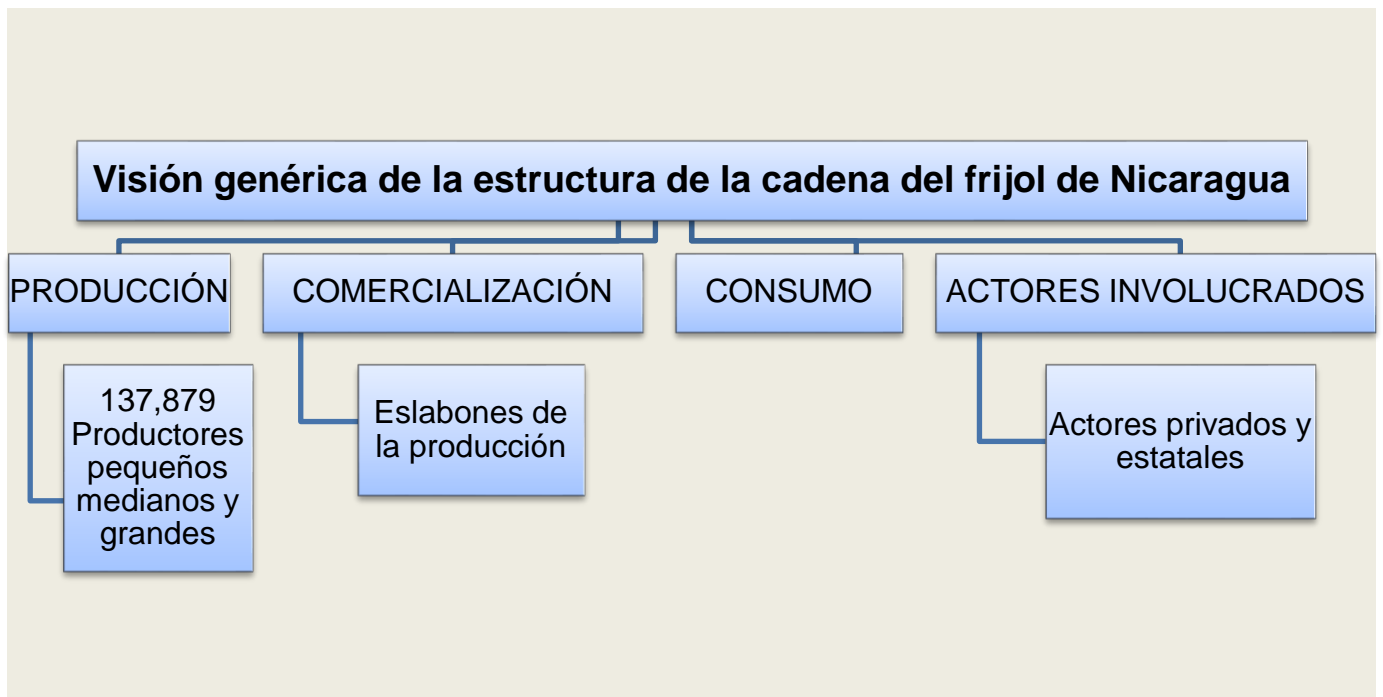 Visión genérica de la estructura de la cadena del frijol de Nicaragua
PRODUCCIÓN
COMERCIALIZACIÓN
CONSUMO
ACTORES INVOLUCRADOS
137,879
Productores
pequeños
medianos y
grandes
Eslabones de
la producción
Actores privados y
estatales